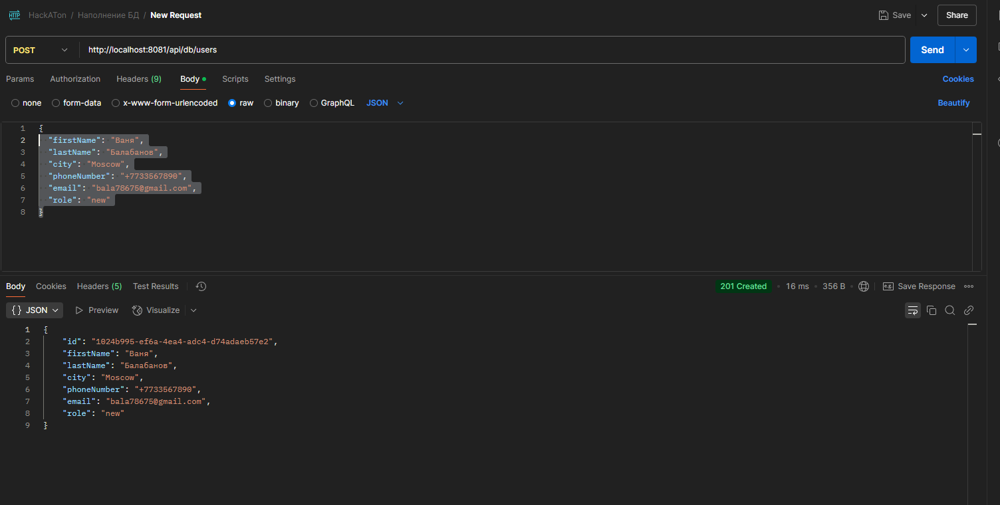 HTTP HackATon / Наполнение БД / New Request Save Share
POST http://localhost:8081/api/db/users Send
Params Authorization Headers (9) Body Scripts Settings Cookies
none form-data x-www-form-urlencoded raw binary GraphQL JSON Beautify
1 {
2 "firstName": "Ваня",
3 "lastName": "Балабанов",
4 "city": "Moscow",
5 "phoneNumber": "+7733567890",
6 "email": "bala78675@gmail.com",
7 "role": "new"
8 }
Body Cookies Headers (5) Test Results 201 Created • 16 ms • 356 B • e.g. Save Response
{} JSON Preview Visualize
1 {
2 "id": "1024b995-ef6a-4ea4-adc4-d74adaeb57e2",
3 "firstName": "Ваня",
4 "lastName": "Балабанов",
5 "city": "Moscow",
6 "phoneNumber": "+7733567890",
7 "email": "bala78675@gmail.com",
8 "role": "new"
9 }